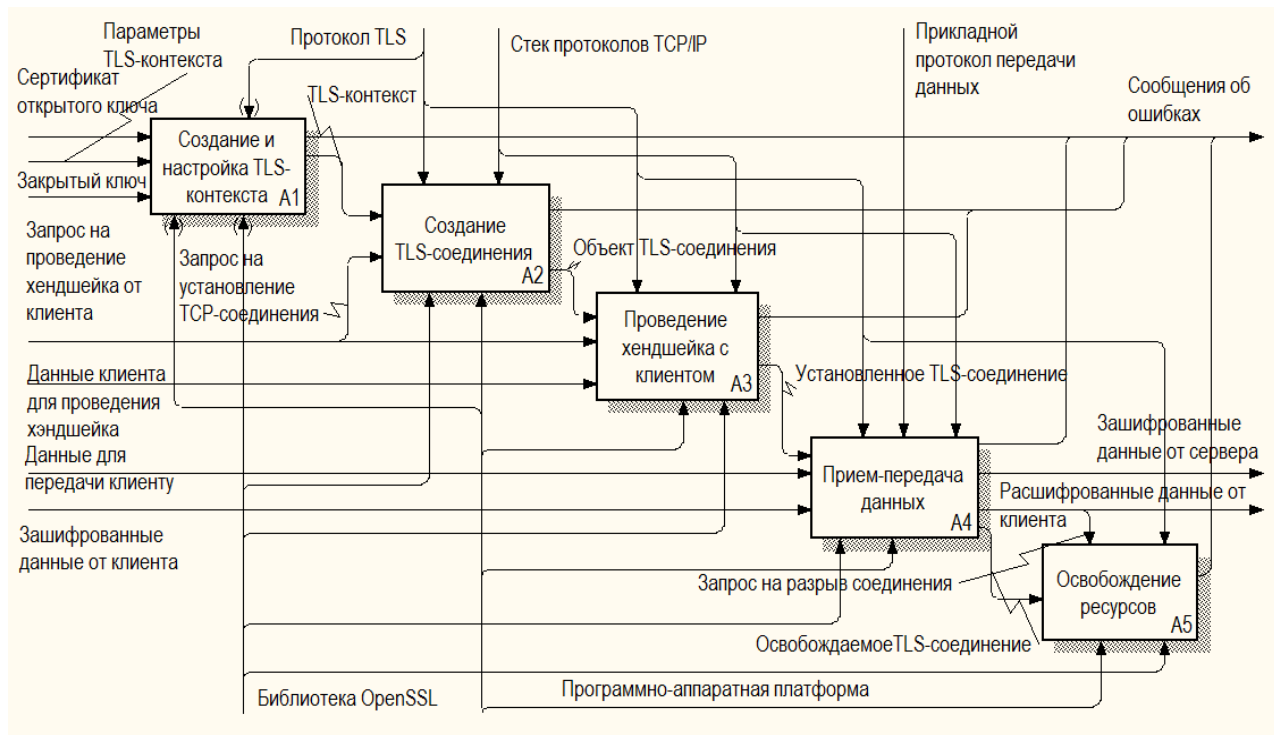 Параметры
TLS-контекста
Протокол TLS
Стек протоколов TCP/IP
Прикладной
протокол передачи
данных
Сертификат
открытого ключа
TLS-контекст
Сообщения об
ошибках
Создание и
настройка TLS-
контекста
A1
Закрытый ключ
Запрос на
проведение
хендшейка от
клиента
Запрос на
установление
TCP-соединения
Создание
TLS-соединения
A2
Объект TLS-соединения
Проведение
хендшейка с
клиентом
A3
Данные клиента
для проведения
хэндшейка
Установленное TLS-соединение
Данные для
передачи клиенту
Прием-передача
данных
A4
Зашифрованные
данные от сервера
Расшифрованные данные от
клиента
Зашифрованные
данные от клиента
Запрос на разрыв соединения
Освобождение
ресурсов
A5
ОсвобождаемоеTLS-соединение
Библиотека OpenSSL
Программно-аппаратная платформа